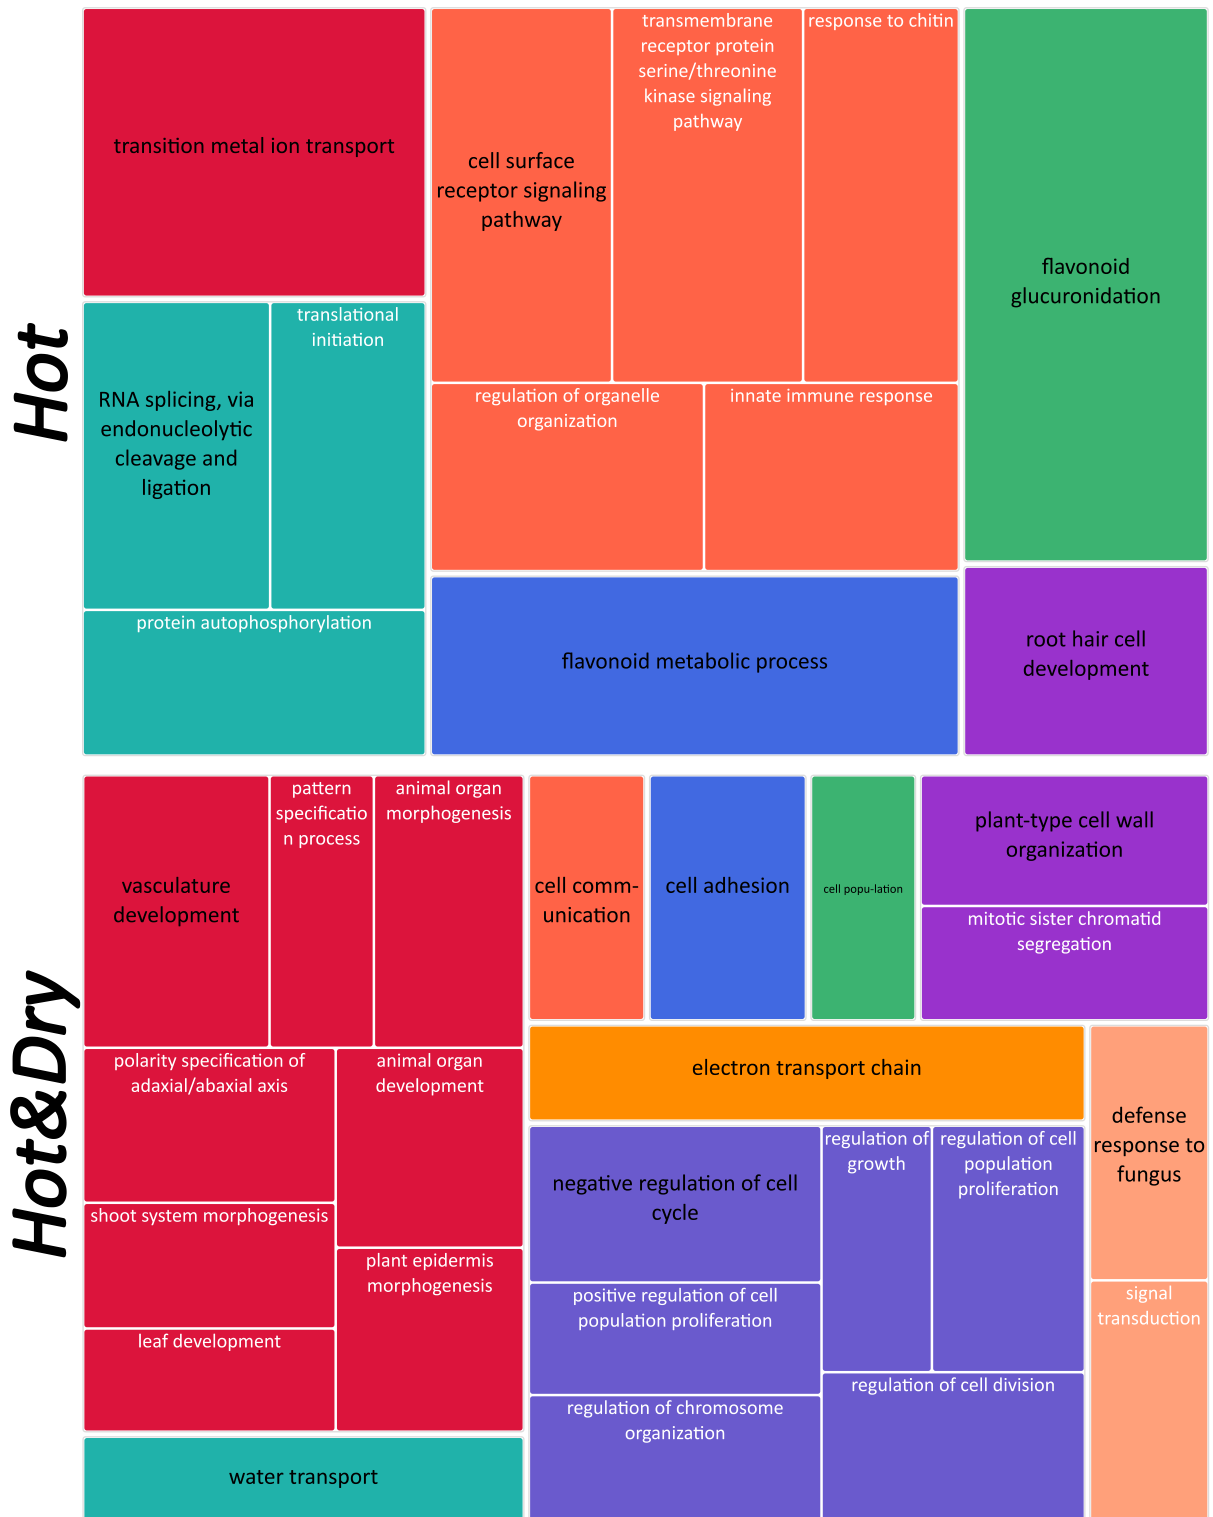 Hot
transition metal ion transport
RNA splicing, via
endonucleolytic
cleavage and
ligation
translational
initiation
protein autophosphorylation
cell surface
receptor signaling
pathway
transmembrane
receptor protein
serine/threonine
kinase signaling
pathway
response to chitin
regulation of organelle
organization
innate immune response
flavonoid metabolic process
flavonoid
glucuronidation
root hair cell
development
Hot&Dry
vasculature
development
pattern
specificatio
n process
animal organ
morphogenesis
polarity specification of
adaxial/abaxial axis
animal organ
development
shoot system morphogenesis
plant epidermis
morphogenesis
leaf development
water transport
cell comm-
unication
cell adhesion
cell popu-lation
plant-type cell wall
organization
mitotic sister chromatid
segregation
electron transport chain
negative regulation of cell
cycle
regulation of
growth
regulation of cell
population
proliferation
positive regulation of cell
population proliferation
regulation of chromosome
organization
regulation of cell division
defense
response to
fungus
signal
transduction